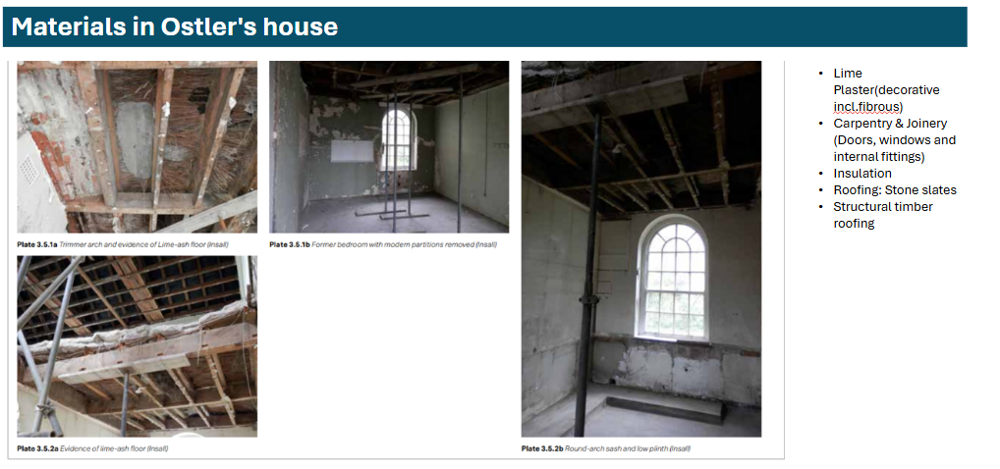 Materials in Ostler's house
Plate 3.5.1a Trimmer arch and evidence of Lime-ash floor (Insall)
Plate 3.5.1b Former bedroom with modern partitions removed (Insall)
Plate 3.5.2a Evidence of lime-ash floor (Insall)
Plate 3.5.2b Round-arch sash and low plinth (Insall)
• Lime
Plaster(decorative
incl.fibrous)
• Carpentry & Joinery
(Doors, windows and
internal fittings)
• Insulation
• Roofing: Stone slates
• Structural timber
roofing